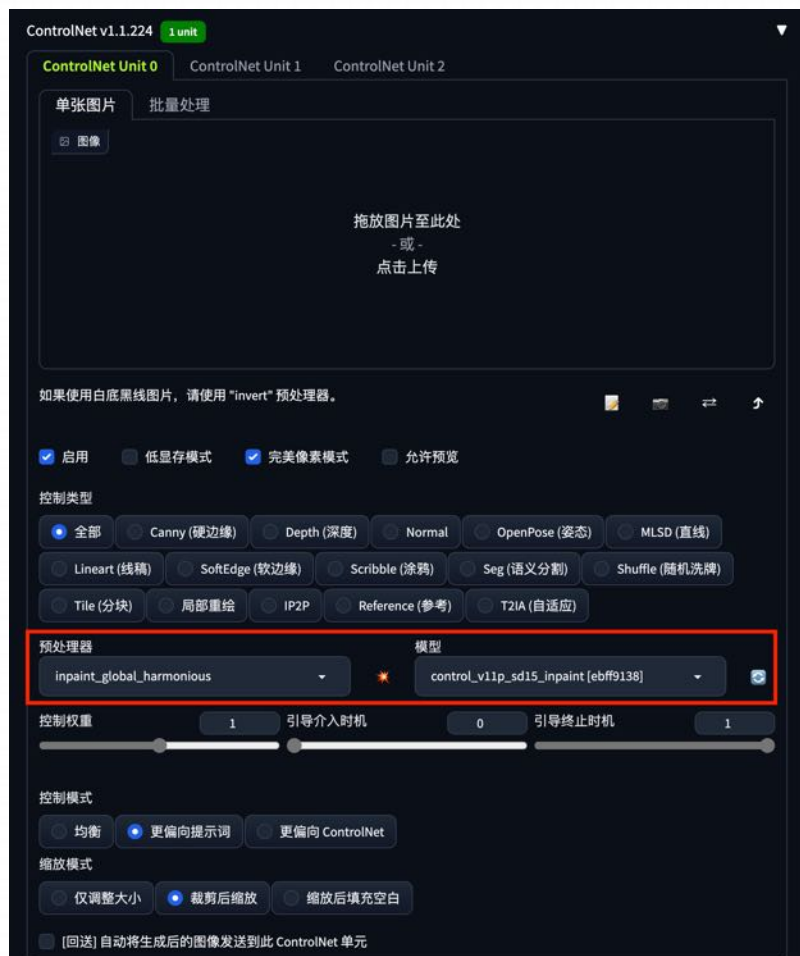 ControlNet v1.1.224 1 unit ▼
ControlNet Unit 0 ControlNet Unit 1 ControlNet Unit 2
单张图片 批量处理
图像
拖放图片至此处
- 或 -
点击上传
如果使用白底黑线图片，请使用 "invert" 预处理器。
启用 低显存模式 完美像素模式 允许预览
控制类型
全部 Canny (硬边缘) Depth (深度) Normal OpenPose (姿态) MLSD (直线)
Lineart (线稿) SoftEdge (软边缘) Scribble (涂鸦) Seg (语义分割) Shuffle (随机洗牌)
Tile (分块) 局部重绘 IP2P Reference (参考) T2IA (自适应)
预处理器 模型
inpaint_global_harmonious control_v11p_sd15_inpaint [ebff9138]
控制权重 1 引导介入时机 0 引导终止时机 1
控制模式
均衡 更偏向提示词 更偏向 ControlNet
缩放模式
仅调整大小 裁剪后缩放 缩放后填充空白
[回送] 自动将生成后的图像发送到此 ControlNet 单元